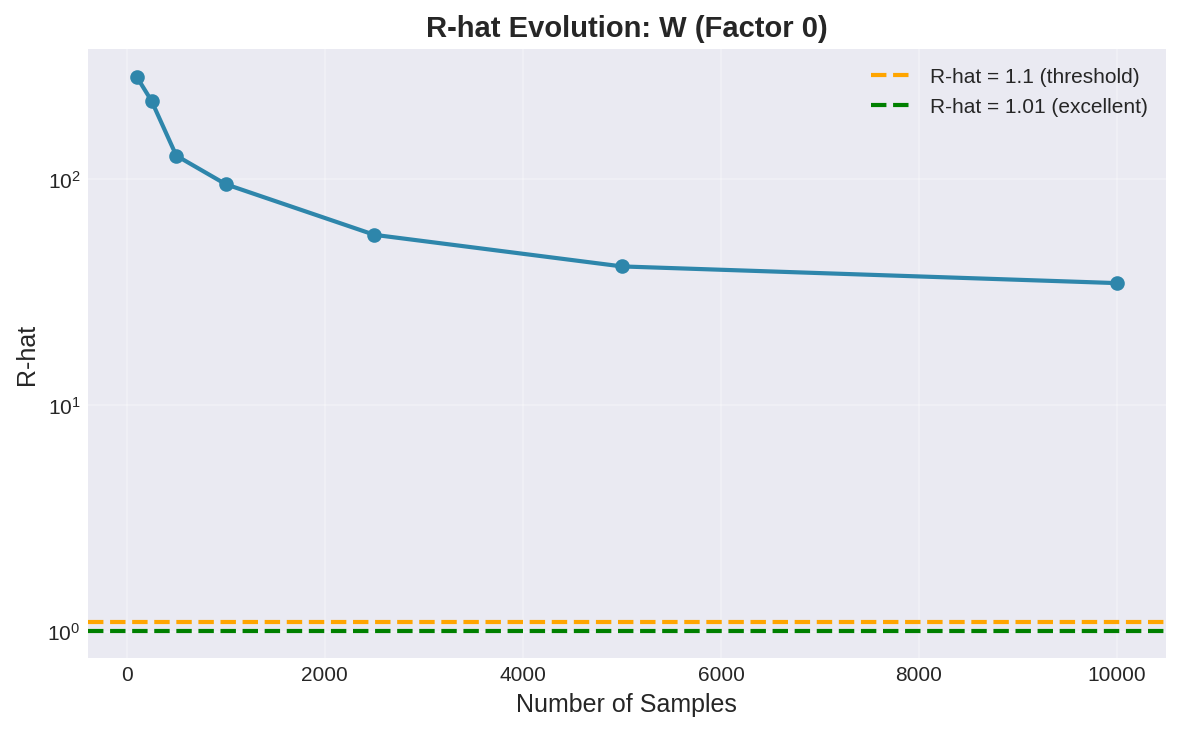 R-hat Evolution: W (Factor 0)
R-hat = 1.1 (threshold)
R-hat = 1.01 (excellent)
10²
10¹
10⁰
R-hat
0 2000 4000 6000 8000 10000
Number of Samples